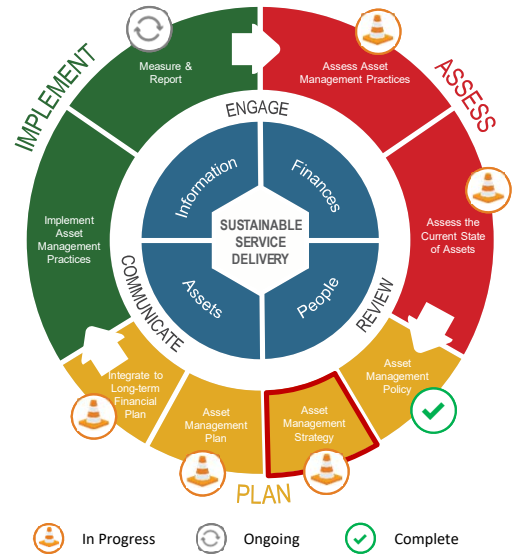 IMPLEMENT
Measure &
Report
Assess Asset
Management Practices
ASSESS
ENGAGE
Information
Finances
Implement
Asset
Management
Practices
SUSTAINABLE
SERVICE
DELIVERY
Assess the
Current State
of Assets
COMMUNICATE
Assets
People
REVIEW
Integrate to
Long-term
Financial
Plan
Asset
Management
Plan
Asset
Management
Strategy
Asset
Management
Policy
PLAN
In Progress
Ongoing
Complete